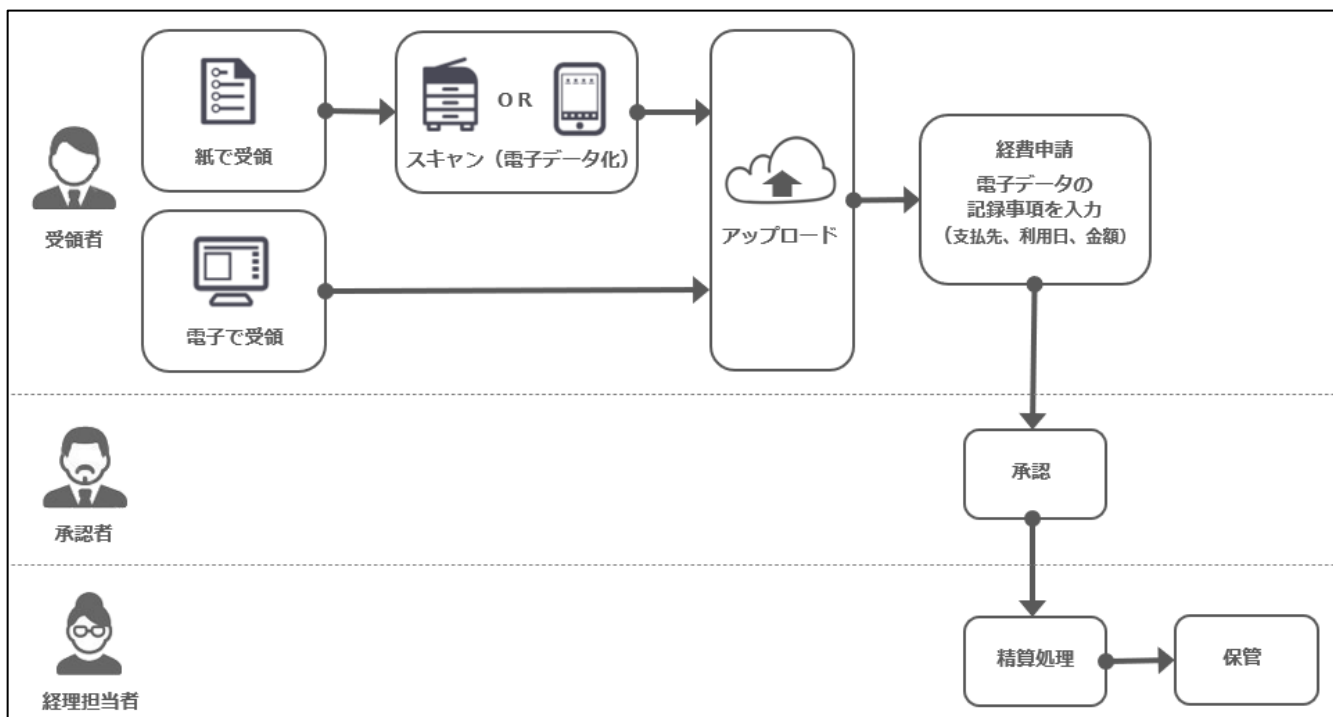 紙で受領
OR
スキャン（電子データ化）
受領者
電子で受領
アップロード
経費申請
電子データの
記録事項を入力
（支払先、利用日、金額）
承認者
承認
経理担当者
精算処理
保管